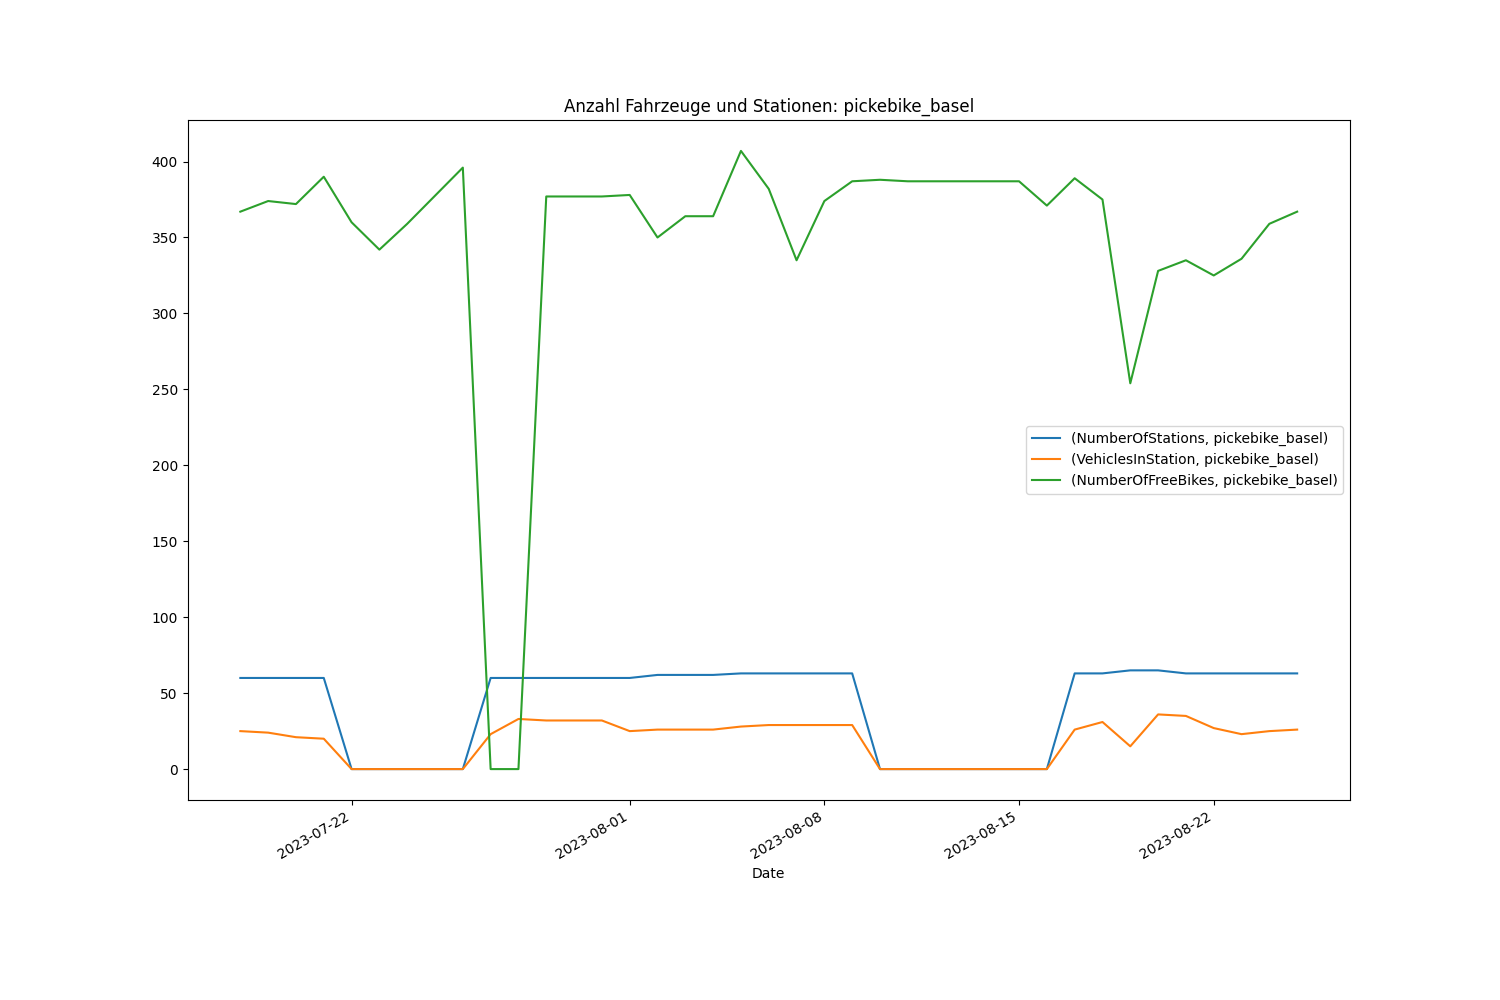 Anzahl Fahrzeuge und Stationen: pickebike_basel
400
350
300
250
200
150
100
50
0
(NumberOfStations, pickebike_basel)
(VehiclesInStation, pickebike_basel)
(NumberOfFreeBikes, pickebike_basel)
2023-07-22
2023-08-01
2023-08-08
2023-08-15
2023-08-22
Date